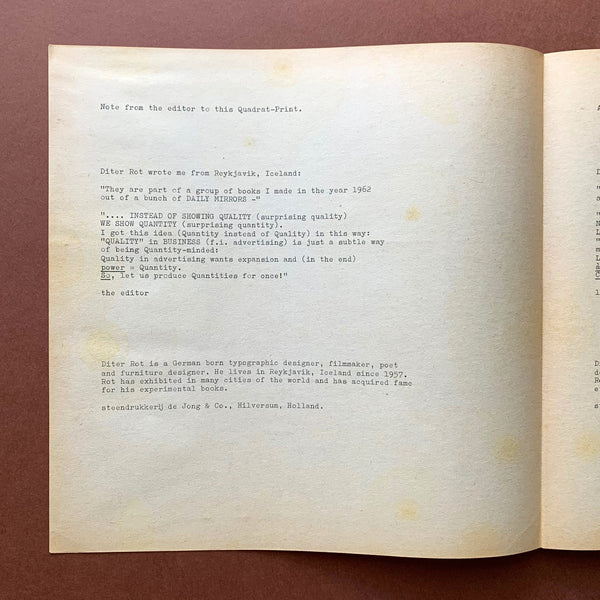 Note from the editor to this Quadrat-Print.
Diter Rot wrote me from Reykjavik, Iceland:
"They are part of a group of books I made in the year 1962
out of a bunch of DAILY MIRRORS -"
".... INSTEAD OF SHOWING QUALITY (surprising quality)
WE SHOW QUANTITY (surprising quantity).
I got this idea (Quantity instead of Quality) in this way:
"QUALITY" in BUSINESS (f.i. advertising) is just a subtle way
of being Quantity-minded:
Quality in advertising wants expansion and (in the end)
power = Quantity.
So, let us produce Quantities for once!"
the editor
Diter Rot is a German born typographic designer, filmmaker, poet
and furniture designer. He lives in Reykjavik, Iceland since 1957.
Rot has exhibited in many cities of the world and has acquired fame
for his experimental books.
steendrukkerij de Jong & Co., Hilversum, Holland.